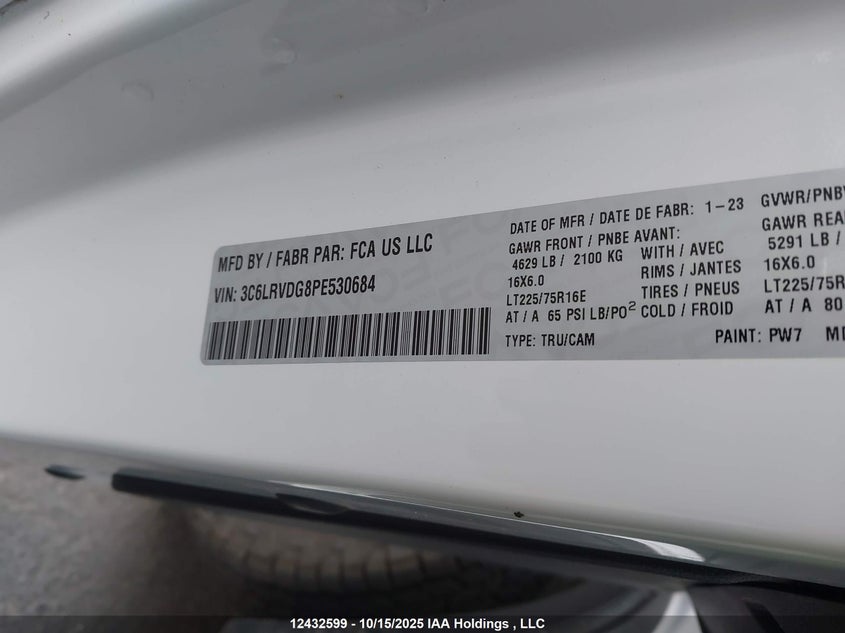 MFD BY / FABR PAR: FCA US LLC
VIN: 3C6LRVDG8PE530684
DATE OF MFR / DATE DE FABR: 1-23 GVWR/PNBV
GAWR FRONT / PNBE AVANT: GAWR REAR
4629 LB / 2100 KG WITH / AVEC 5291 LB /
16X6.0 RIMS / JANTES 16X6.0
LT225/75R16E TIRES / PNEUS LT225/75R
AT / A 65 PSI LB/PO² COLD / FROID AT / A 80
TYPE: TRU/CAM PAINT: PW7
12432599 - 10/15/2025 IAA Holdings , LLC